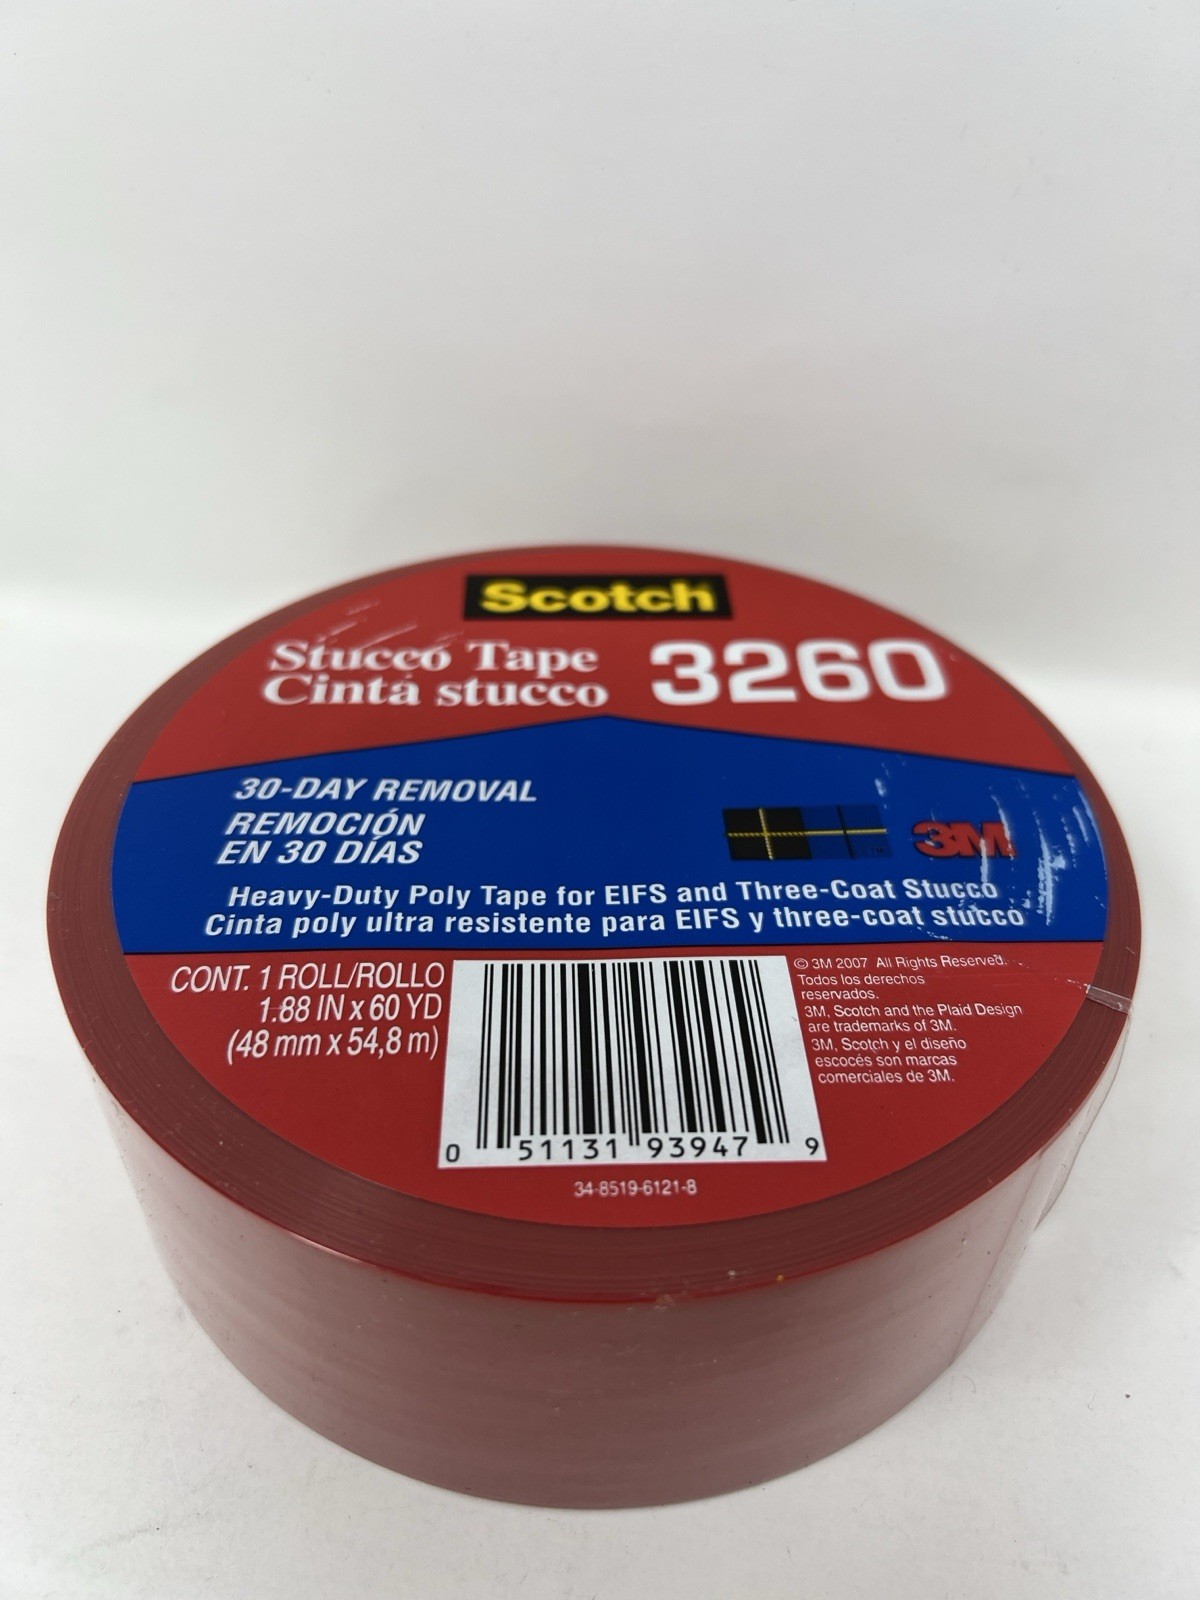 Scotch
Stucco Tape 3260
Cinta stucco
30-DAY REMOVAL
REMOCIÓN
EN 30 DÍAS
3M
Heavy-Duty Poly Tape for EIFS and Three-Coat Stucco
Cinta poly ultra resistente para EIFS y three-coat stucco
CONT. 1 ROLL/ROLLO
1.88 IN x 60 YD
(48 mm x 54,8 m)
0 51131 93947 9
34-8519-6121-8
© 3M 2007 All Rights Reserved.
Todos los derechos
reservados.
3M, Scotch and the Plaid Design
are trademarks of 3M.
3M, Scotch y el diseño
escocés son marcas
comerciales de 3M.